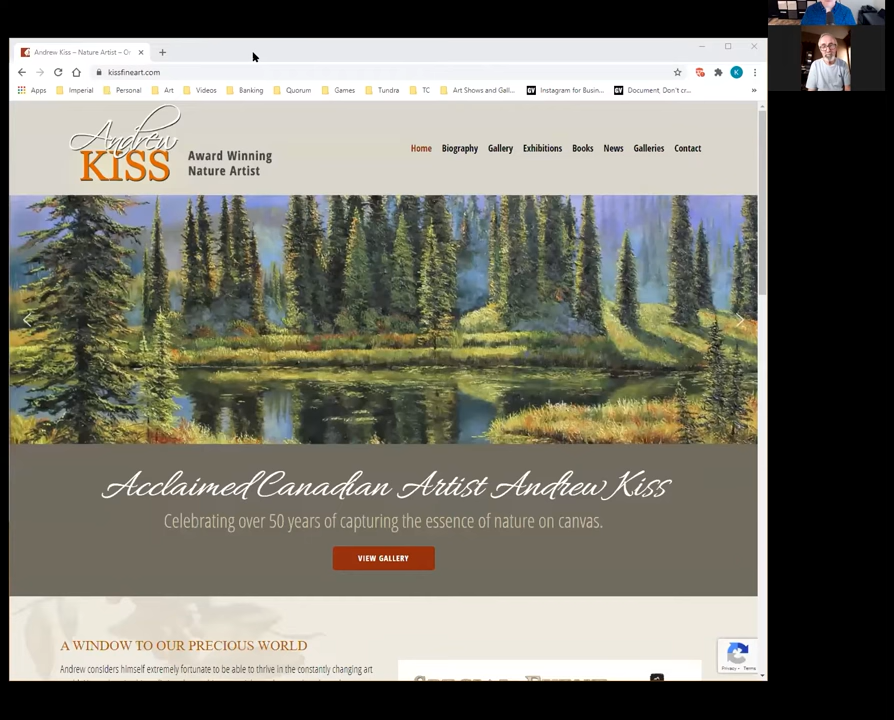 Andrew Kiss – Nature Artist – O
kissfineart.com
Apps Imperial Personal Art Videos Banking Quorum Games Tundra TC Art Shows and Gall... Instagram for Busin... Document, Don't cr...
Andrew
KISS
Award Winning
Nature Artist
Home Biography Gallery Exhibitions Books News Galleries Contact
Acclaimed Canadian Artist Andrew Kiss
Celebrating over 50 years of capturing the essence of nature on canvas.
VIEW GALLERY
A WINDOW TO OUR PRECIOUS WORLD
Andrew considers himself extremely fortunate to be able to thrive in the constantly changing art
Privacy - Terms